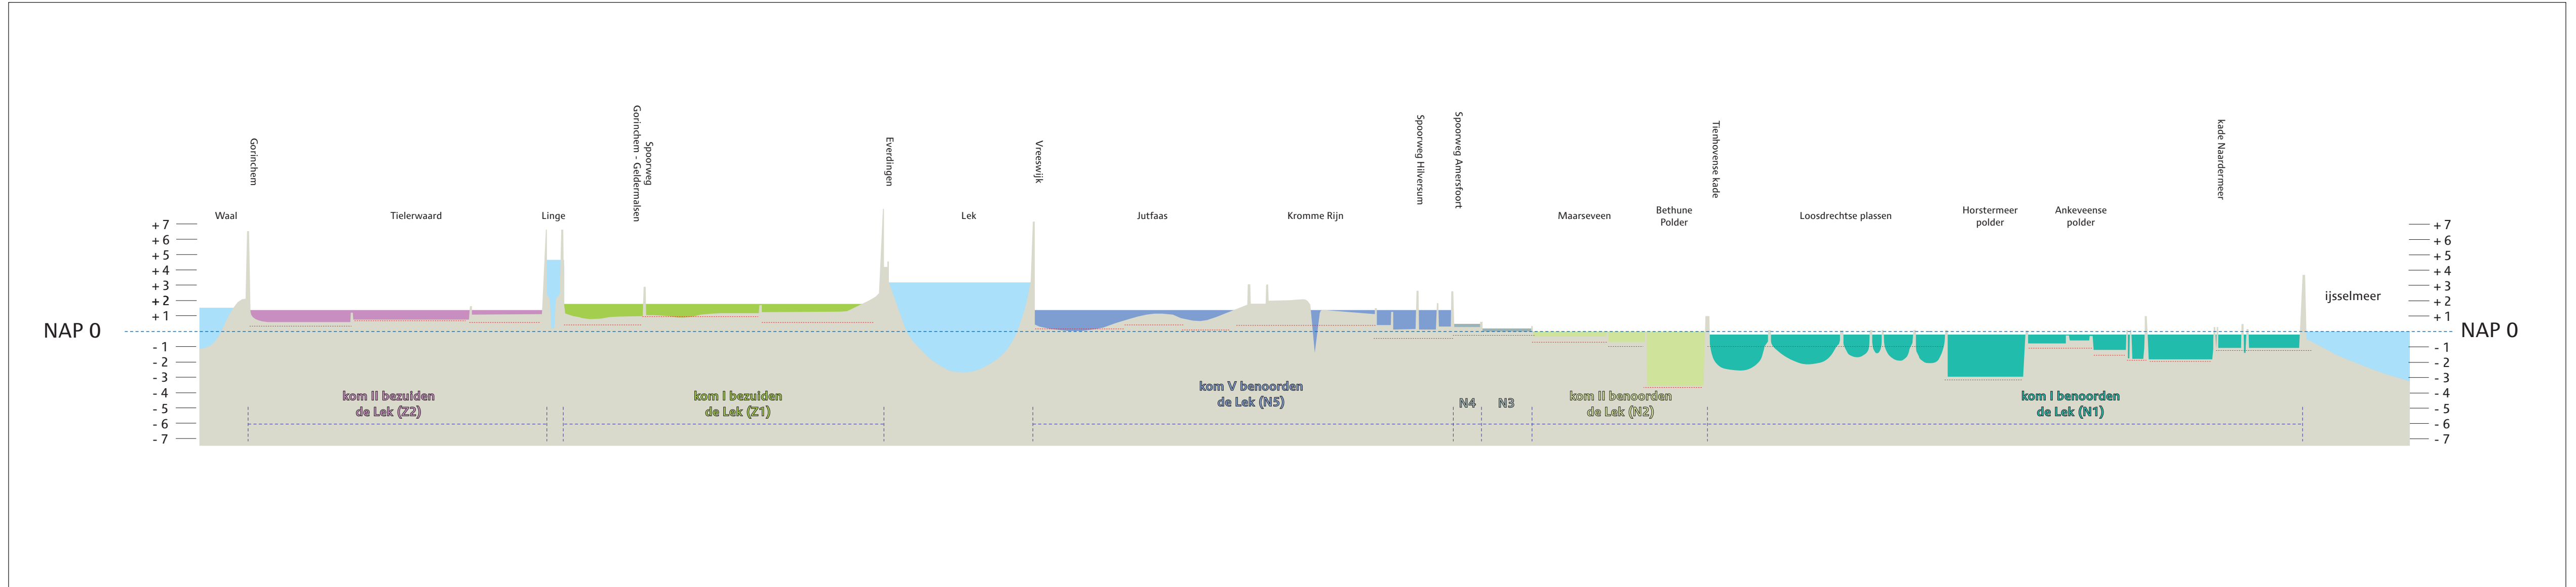 Gorinchem
Gorinchem - Geldermalsen
Spoorweg
Everdingen
Vreeswijk
Spoorweg Hilversum
Spoorweg Amersfoort
Tienhovense kade
kade Naardermeer
Waal
Tielerwaard
Linge
Lek
Jutfaas
Kromme Rijn
Maarseveen
Bethune
Polder
Loosdrechtse plassen
Horstermeer
polder
Ankeveense
polder
ijsselmeer
+ 7
+ 6
+ 5
+ 4
+ 3
+ 2
+ 1
NAP 0
- 1
- 2
- 3
- 4
- 5
- 6
- 7
kom II bezuiden
de Lek (Z2)
kom I bezuiden
de Lek (Z1)
kom V benoorden
de Lek (N5)
N4
N3
kom II benoorden
de Lek (N2)
kom I benoorden
de Lek (N1)
+ 7
+ 6
+ 5
+ 4
+ 3
+ 2
+ 1
NAP 0
- 1
- 2
- 3
- 4
- 5
- 6
- 7